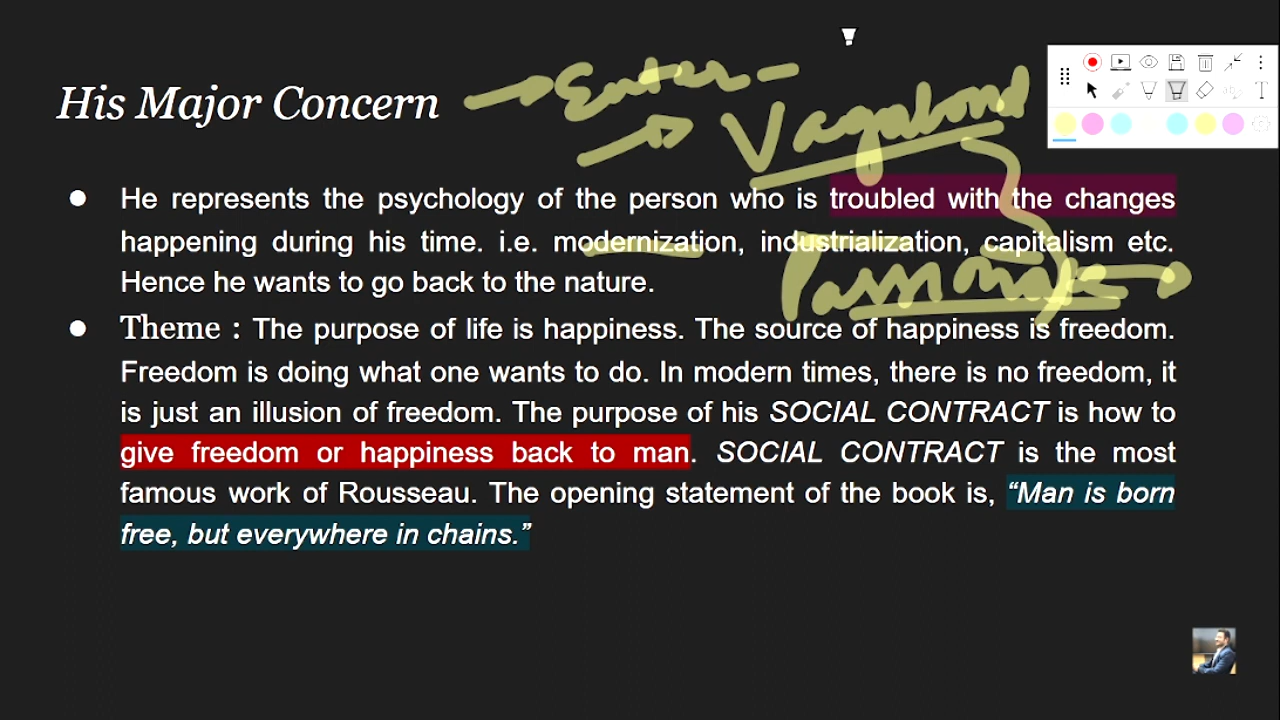 His Major Concern
Enter-
Vagabond
● He represents the psychology of the person who is troubled with the changes
happening during his time. i.e. modernization, industrialization, capitalism etc.
Hence he wants to go back to the nature.
Passionate
● Theme : The purpose of life is happiness. The source of happiness is freedom.
Freedom is doing what one wants to do. In modern times, there is no freedom, it
is just an illusion of freedom. The purpose of his SOCIAL CONTRACT is how to
give freedom or happiness back to man. SOCIAL CONTRACT is the most
famous work of Rousseau. The opening statement of the book is, “Man is born
free, but everywhere in chains.”